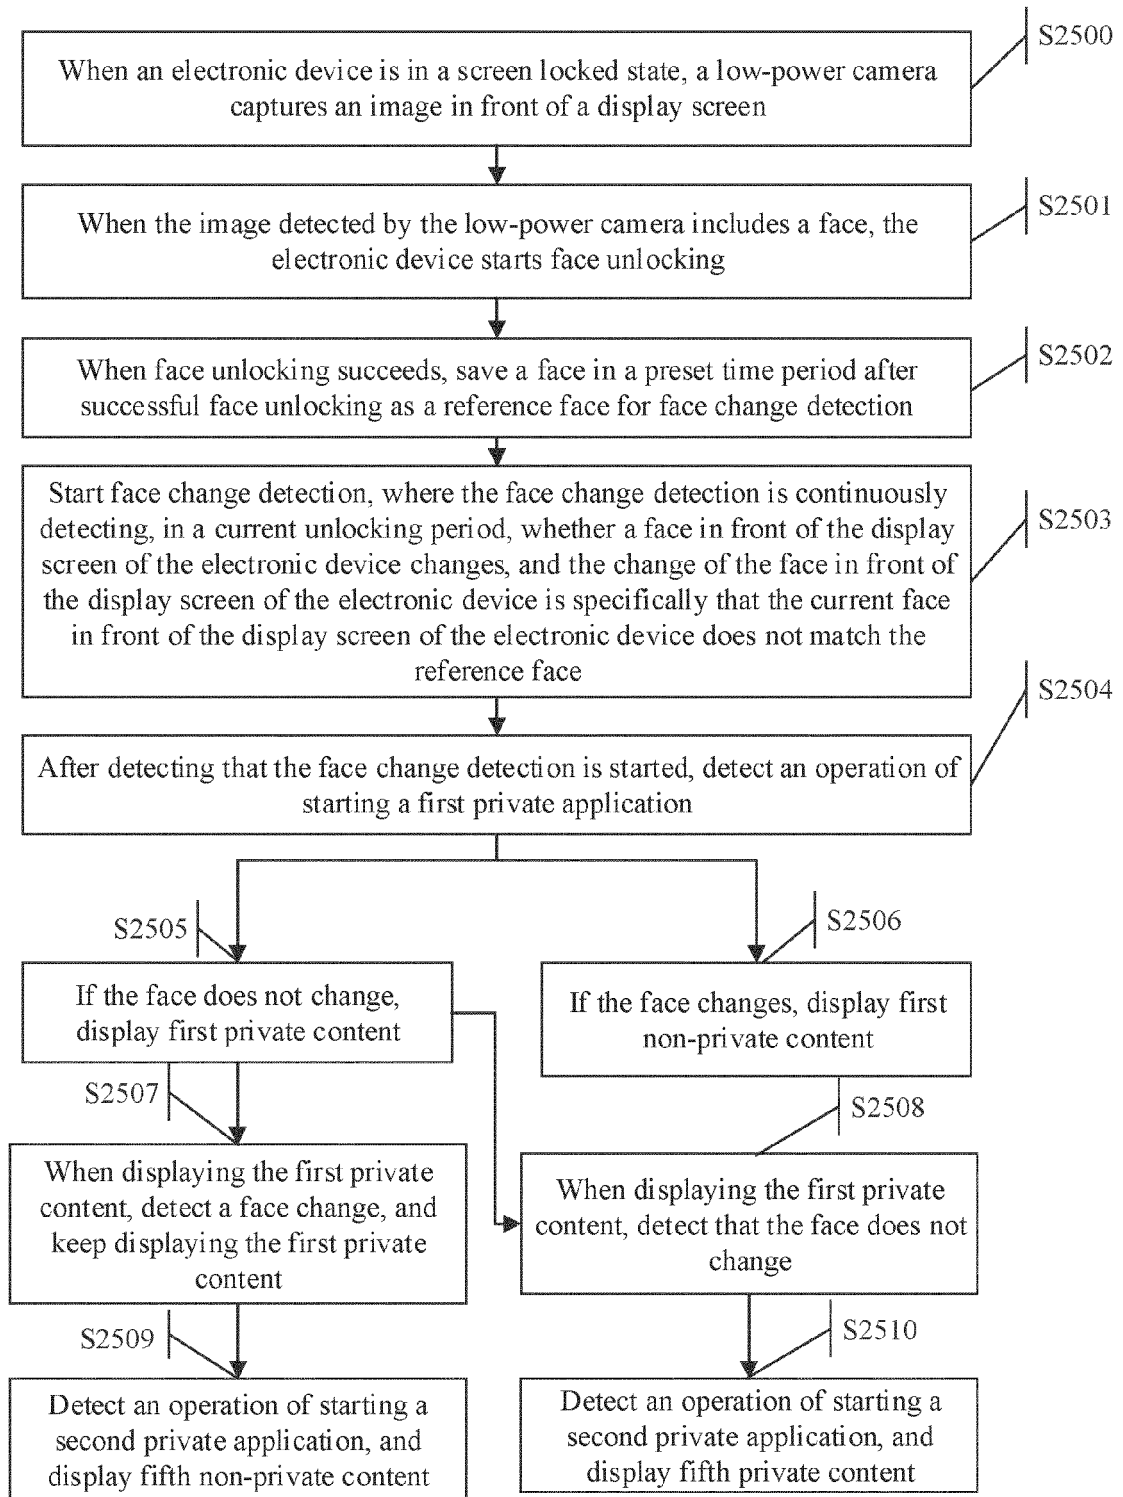 S2500
When an electronic device is in a screen locked state, a low-power camera
captures an image in front of a display screen
S2501
When the image detected by the low-power camera includes a face, the
electronic device starts face unlocking
S2502
When face unlocking succeeds, save a face in a preset time period after
successful face unlocking as a reference face for face change detection
S2503
Start face change detection, where the face change detection is continuously
detecting, in a current unlocking period, whether a face in front of the display
screen of the electronic device changes, and the change of the face in front of
the display screen of the electronic device is specifically that the current face
in front of the display screen of the electronic device does not match the
reference face
S2504
After detecting that the face change detection is started, detect an operation of
starting a first private application
S2505
If the face does not change,
display first private content
S2506
If the face changes, display first
non-private content
S2507
When displaying the first private
content, detect a face change, and
keep displaying the first private
content
S2508
When displaying the first private
content, detect that the face does not
change
S2509
Detect an operation of starting a
second private application, and
display fifth non-private content
S2510
Detect an operation of starting a
second private application, and
display fifth private content